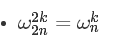 • ω_{2n}^{2k} = ω_n^k